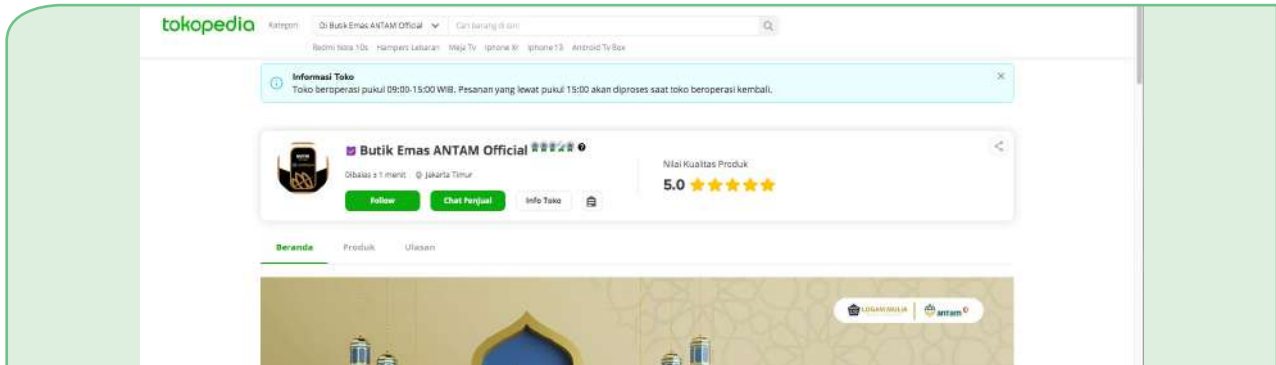 tokopedia Kategori Di Butik Emas ANTAM Official Cari barang di sini
Redmi Note 10s Hampers Lebaran Meja Tv Iphone Xr Iphone 13 Android Tv Box
Informasi Toko
Toko beroperasi pukul 09:00-15:00 WIB. Pesanan yang lewat pukul 15:00 akan diproses saat toko beroperasi kembali.
Butik Emas ANTAM Official
Dibalas ± 1 menit Jakarta Timur
Follow Chat Penjual Info Toko
Nilai Kualitas Produk
5.0
Beranda Produk Ulasan
LOGAM MULIA antam